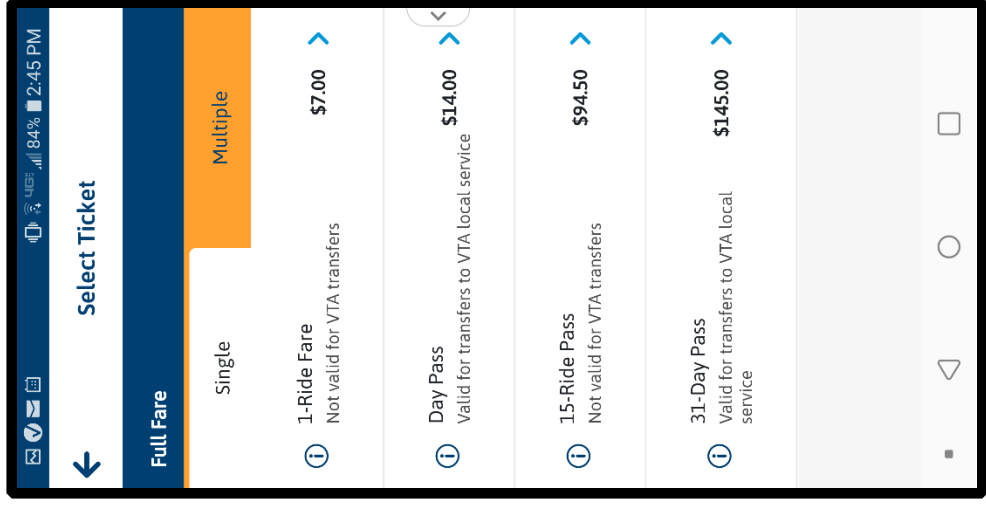 84% 2:45 PM
Select Ticket
Full Fare
Single
Multiple
1-Ride Fare
$7.00
Not valid for VTA transfers
Day Pass
$14.00
Valid for transfers to VTA local service
15-Ride Pass
$94.50
Not valid for VTA transfers
31-Day Pass
$145.00
Valid for transfers to VTA local
service